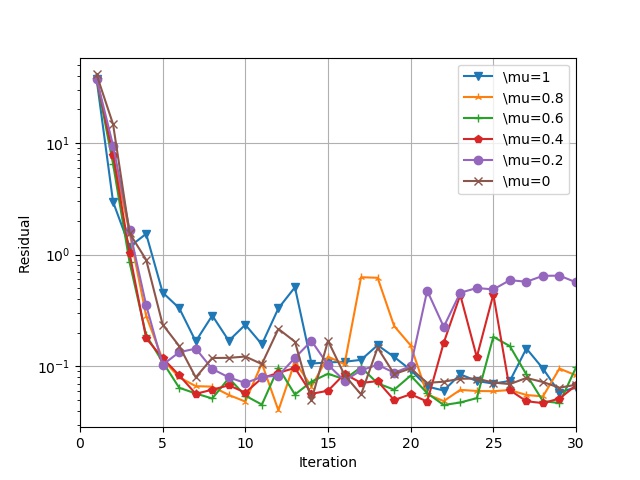 \mu=1
\mu=0.8
\mu=0.6
\mu=0.4
\mu=0.2
\mu=0
10¹
10⁰
10⁻¹
Residual
0 5 10 15 20 25 30
Iteration